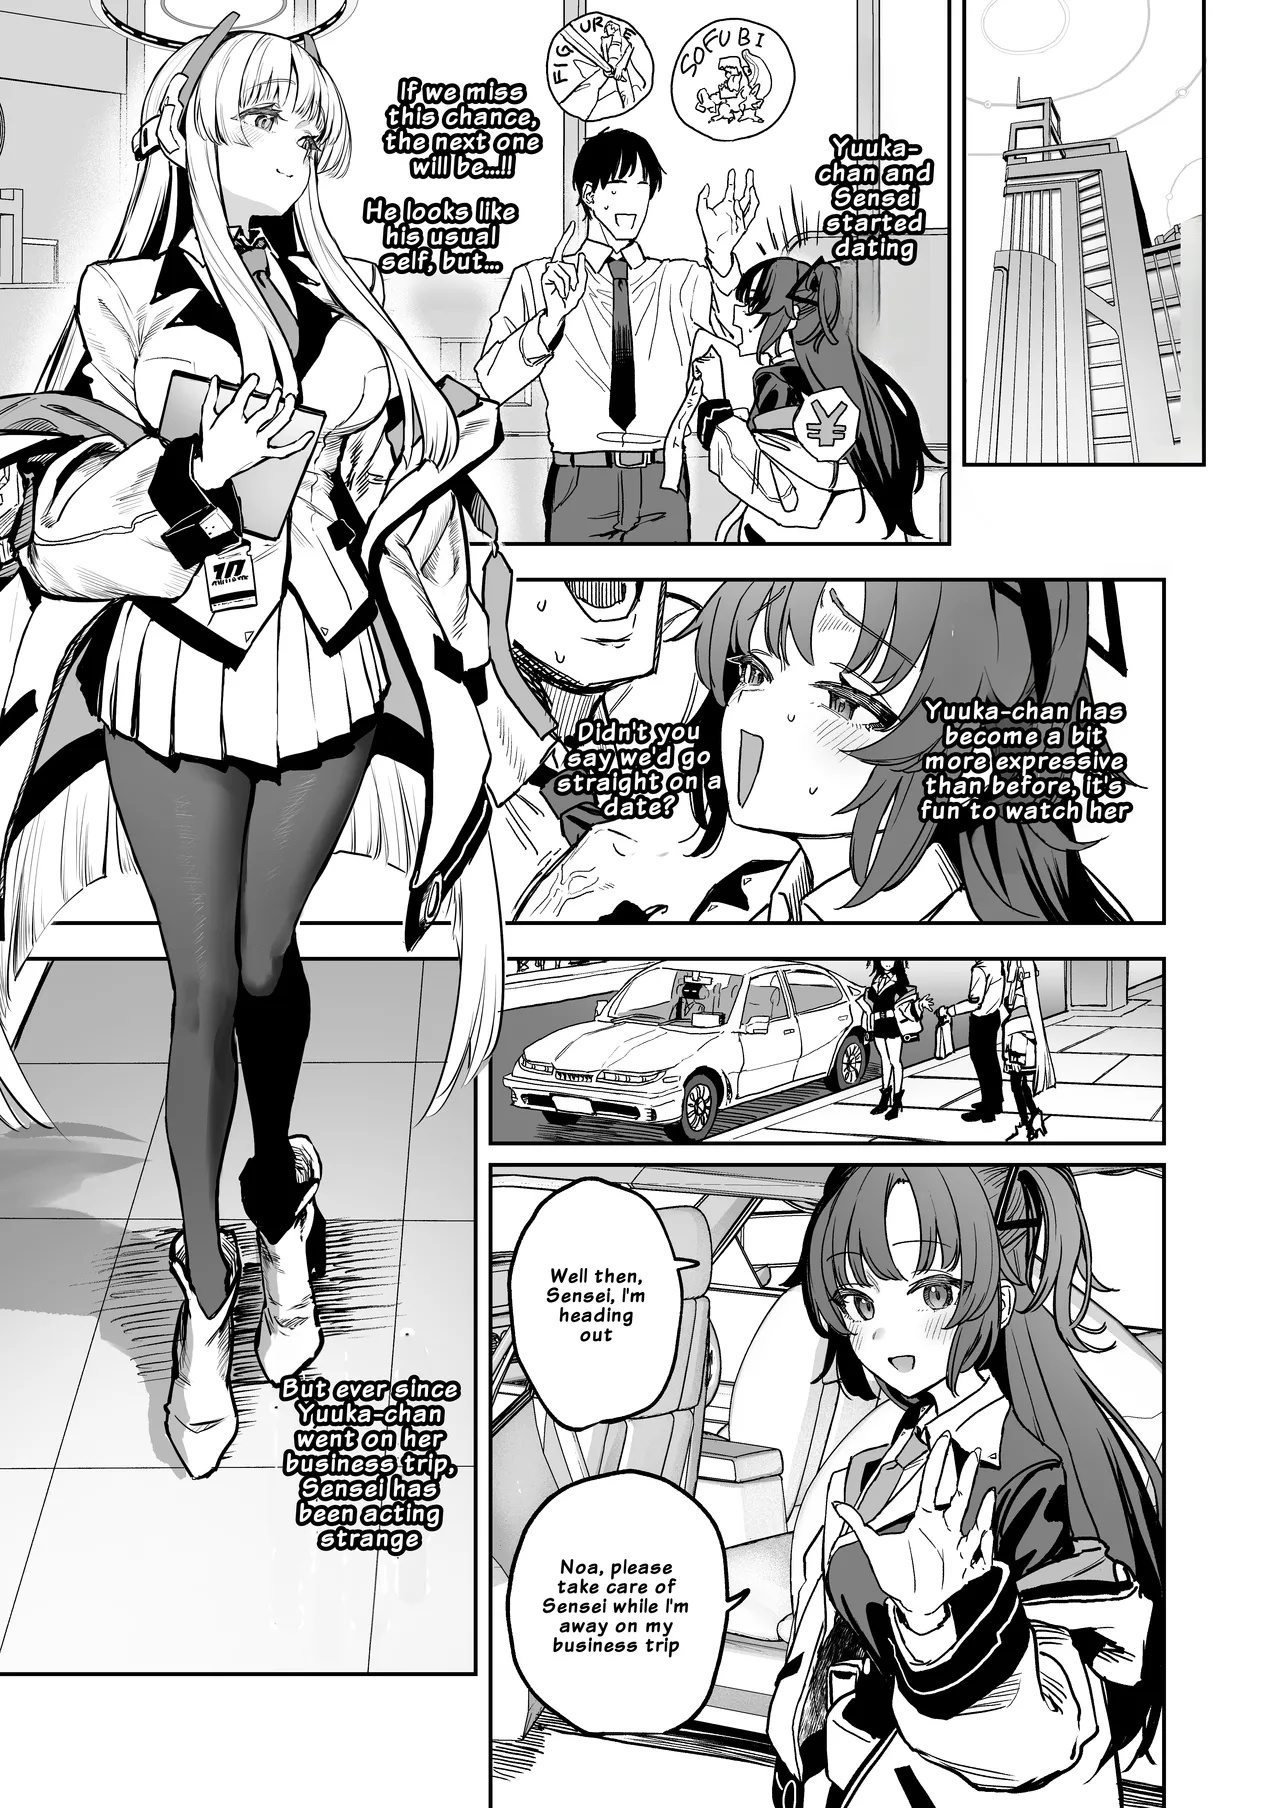 Yuuka-
chan and
Sensei
started
dating
SOFUBI
FIGURE
If we miss
this chance,
the next one
will be...!!
He looks like
his usual
self, but...
¥
10
Yuuka-chan has
become a bit
more expressive
than before, it's
fun to watch her
Didn't you
say we'd go
straight on a
date?
Well then,
Sensei, I'm
heading
out
Noa, please
take care of
Sensei while I'm
away on my
business trip
But ever since
Yuuka-chan
went on her
business trip,
Sensei has
been acting
strange